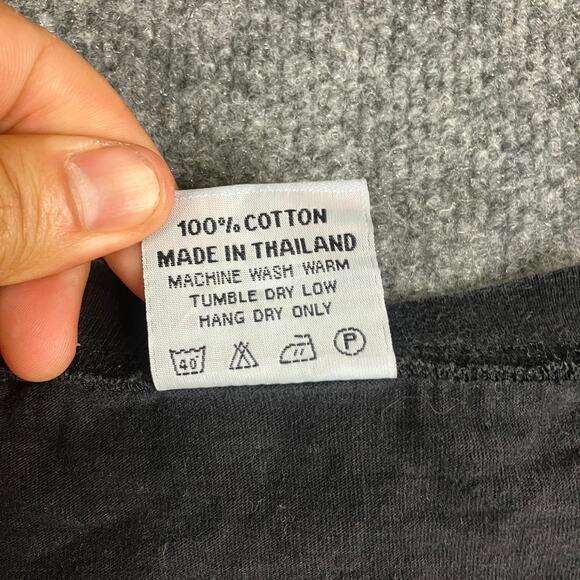 100% COTTON
MADE IN THAILAND
MACHINE WASH WARM
TUMBLE DRY LOW
HANG DRY ONLY
40 P